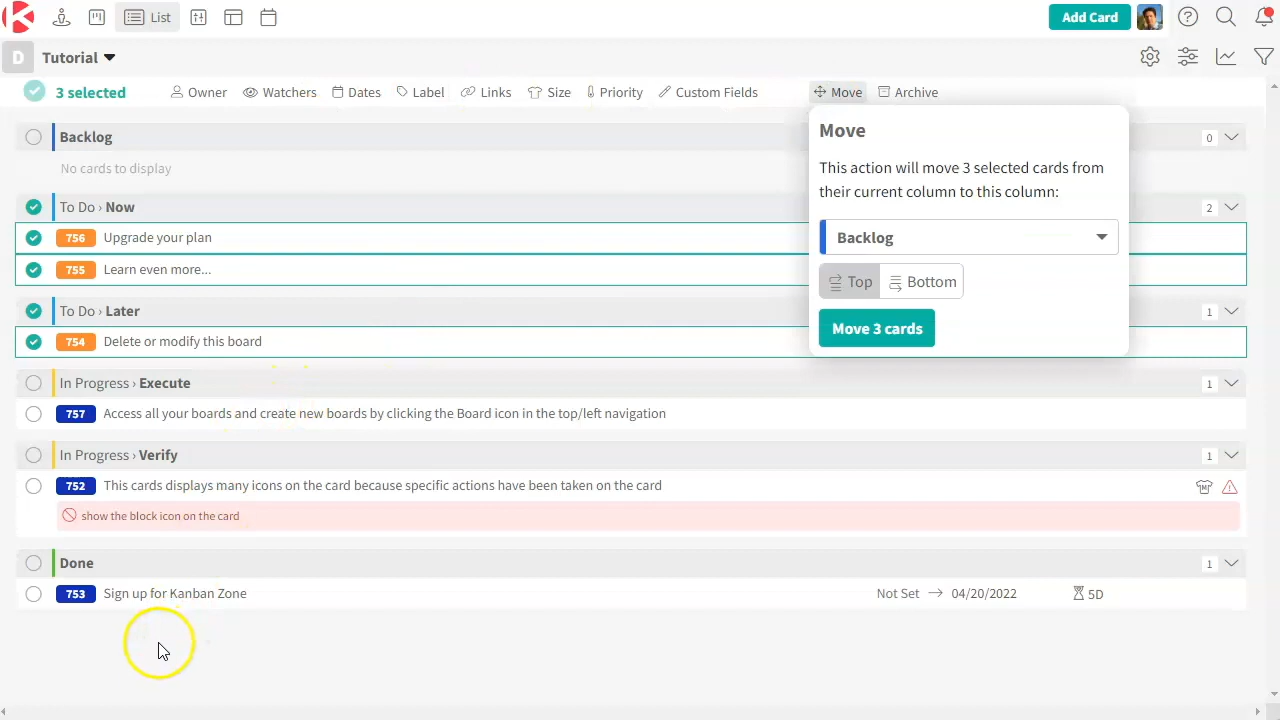 List
Add Card
D
Tutorial
3 selected
Owner
Watchers
Dates
Label
Links
Size
Priority
Custom Fields
Move
Archive
Backlog
0
No cards to display
To Do › Now
2
756 Upgrade your plan
755 Learn even more...
To Do › Later
1
754 Delete or modify this board
In Progress › Execute
1
757 Access all your boards and create new boards by clicking the Board icon in the top/left navigation
In Progress › Verify
1
752 This cards displays many icons on the card because specific actions have been taken on the card
show the block icon on the card
Done
1
753 Sign up for Kanban Zone
Not Set → 04/20/2022
5D
Move
This action will move 3 selected cards from
their current column to this column:
Backlog
Top
Bottom
Move 3 cards